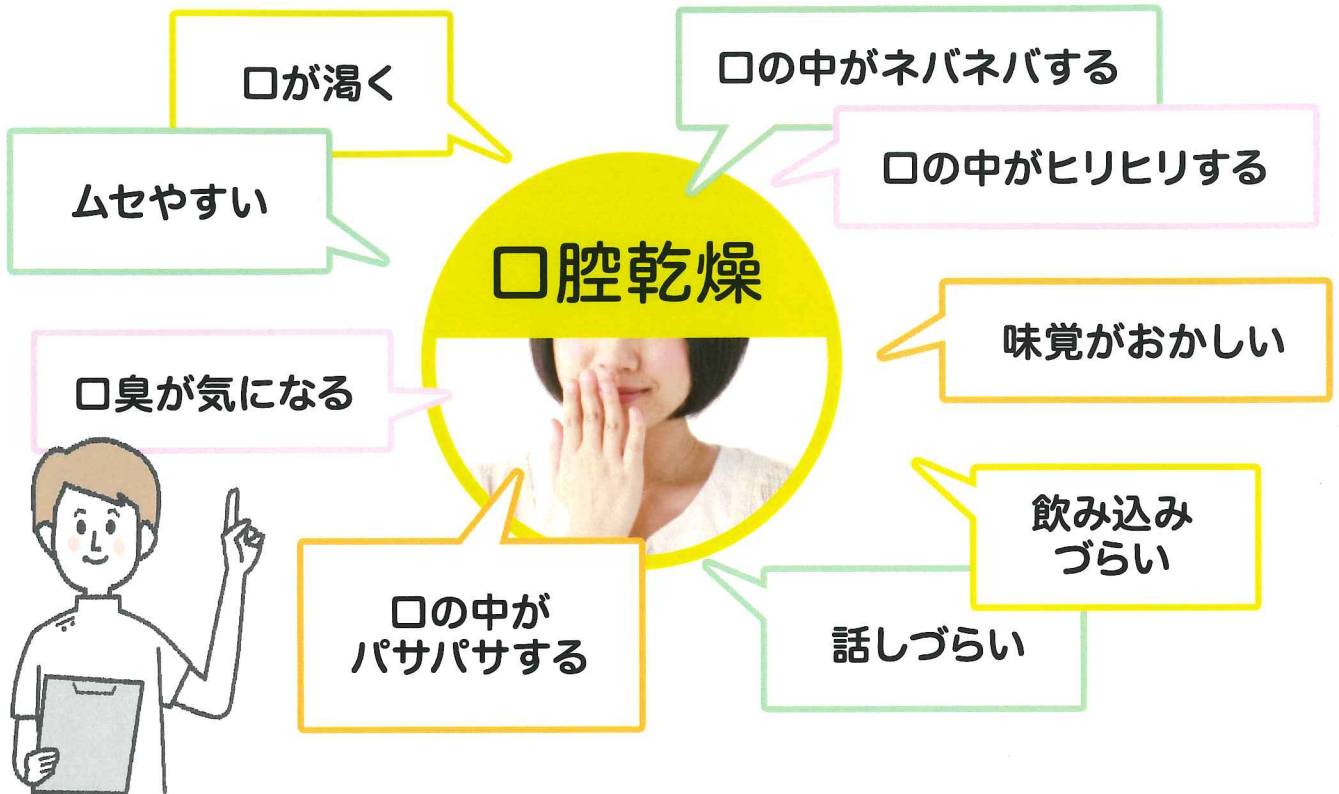 口が渇く
口の中がネバネバする
ムセやすい
口の中がヒリヒリする
口腔乾燥
味覚がおかしい
口臭が気になる
飲み込み
づらい
口の中が
パサパサする
話しづらい